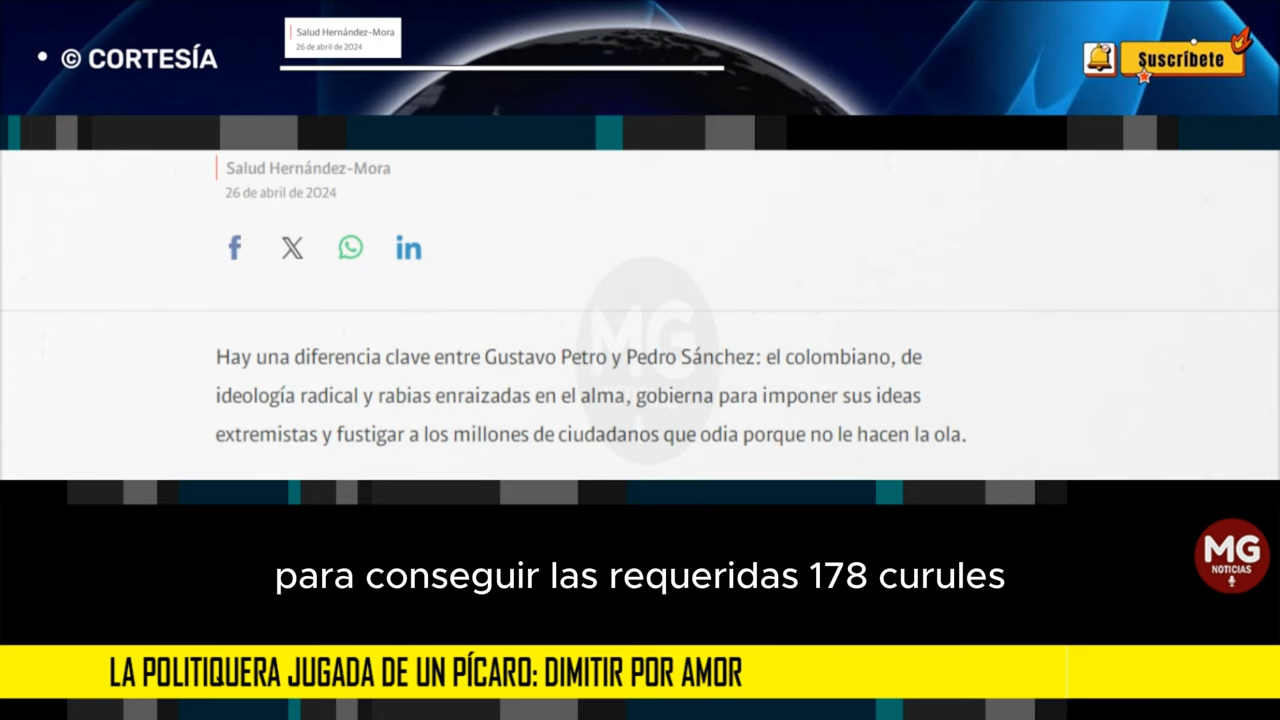 • © CORTESÍA
Salud Hernández-Mora
26 de abril de 2024
Suscríbete
Salud Hernández-Mora
26 de abril de 2024
Hay una diferencia clave entre Gustavo Petro y Pedro Sánchez: el colombiano, de
ideología radical y rabias enraizadas en el alma, gobierna para imponer sus ideas
extremistas y fustigar a los millones de ciudadanos que odia porque no le hacen la ola.
MG
para conseguir las requeridas 178 curules
MG
NOTICIAS
LA POLITIQUERA JUGADA DE UN PÍCARO: DIMITIR POR AMOR